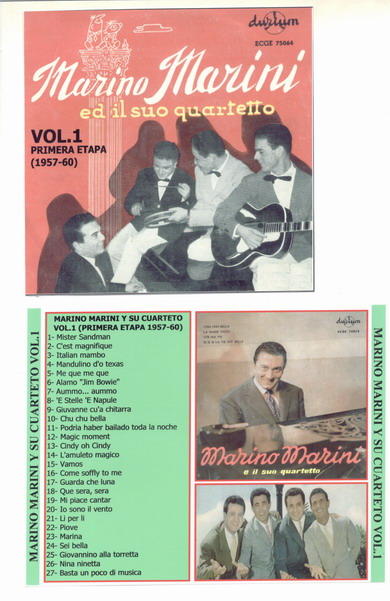 durium
ECGE 75064
Marino Marini
ed il suo quartetto
VOL.1
PRIMERA ETAPA
(1957-60)
MARINO MARINI Y SU CUARTETO VOL.1
MARINO MARINI Y SU CUARTETO
VOL.1 (PRIMERA ETAPA 1957-60)
1- Mister Sandman
2- C'est magnifique
3- Italian mambo
4- Mandulino d'o texas
5- Me que me que
6- Alamo "Jim Bowie"
7- Aummo... aummo
8- 'E Stelle 'E Napule
9- Giuvanne cu'a chitarra
10- Chu chu bella
11- Podria haber bailado toda la noche
12- Magic moment
13- Cindy oh Cindy
14- L'amuleto magico
15- Vamos
16- Come soffly to me
17- Guarda che luna
18- Que sera, sera
19- Mi piace cantar
20- Io sono il vento
21- Li per li
22- Piove
23- Marina
24- Sei bella
25- Giovannino alla torretta
26- Nina ninetta
27- Basta un poco di musica
durium
Marino Marini
e il suo quartetto
MARINO MARINI Y SU CUARTETO VOL.1